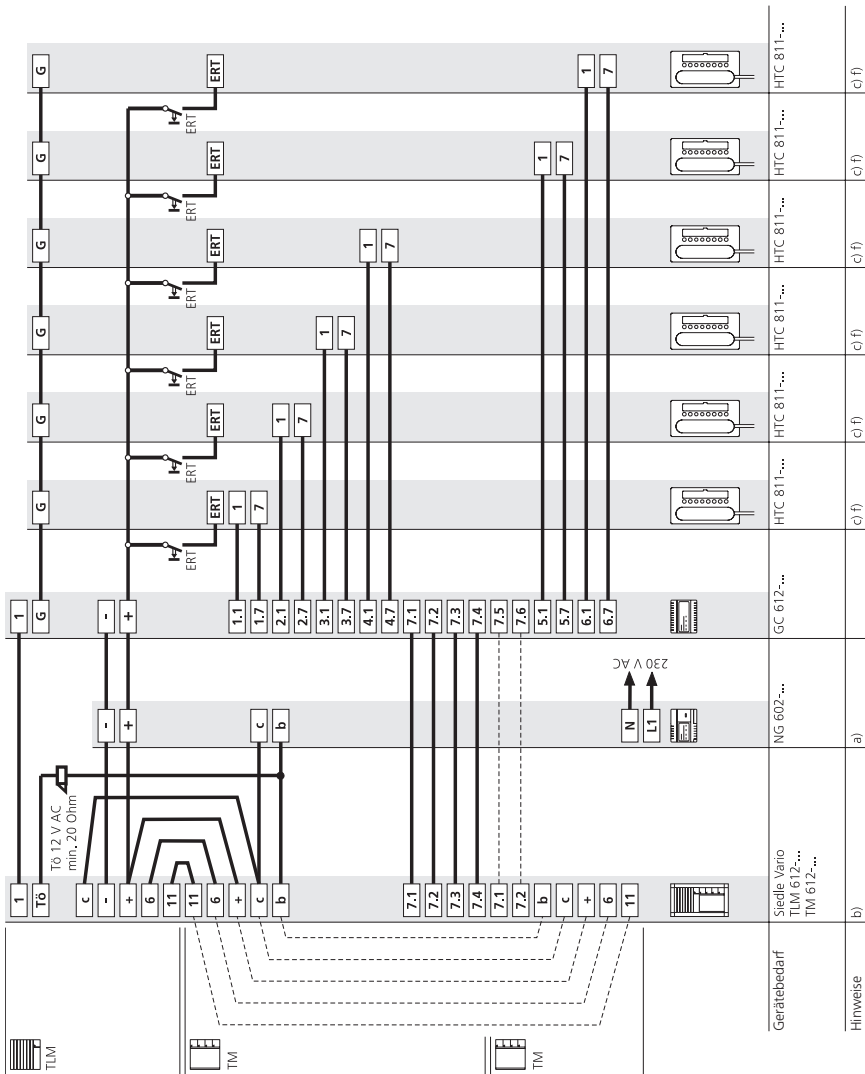 1 1
TLM
Tö G G G G G G G
Tö 12 V AC
min. 20 Ohm
c
- - -
+ + +
6
11
ERT ERT ERT ERT ERT ERT
11
6 ERT ERT ERT ERT ERT ERT
TM
+ 1.1 1
c c 1.7 7
b b 2.1 1
2.7 7
3.1 1
3.7 7
4.1 1
4.7 7
7.1 7.1
7.2 7.2
7.3 7.3
7.4 7.4
7.1 7.5
7.2 7.6
TM
b 5.1 1
c 5.7 7
+ 6.1 1
6 6.7 7
11 N
L1
230 V AC
Gerätebedarf
Siedle Vario
TLM 612-...
TM 612-...
NG 602-...
GC 612-...
HTC 811-...
HTC 811-...
HTC 811-...
HTC 811-...
HTC 811-...
HTC 811-...
Hinweise b) a) c) f) c) f) c) f) c) f) c) f) c) f)